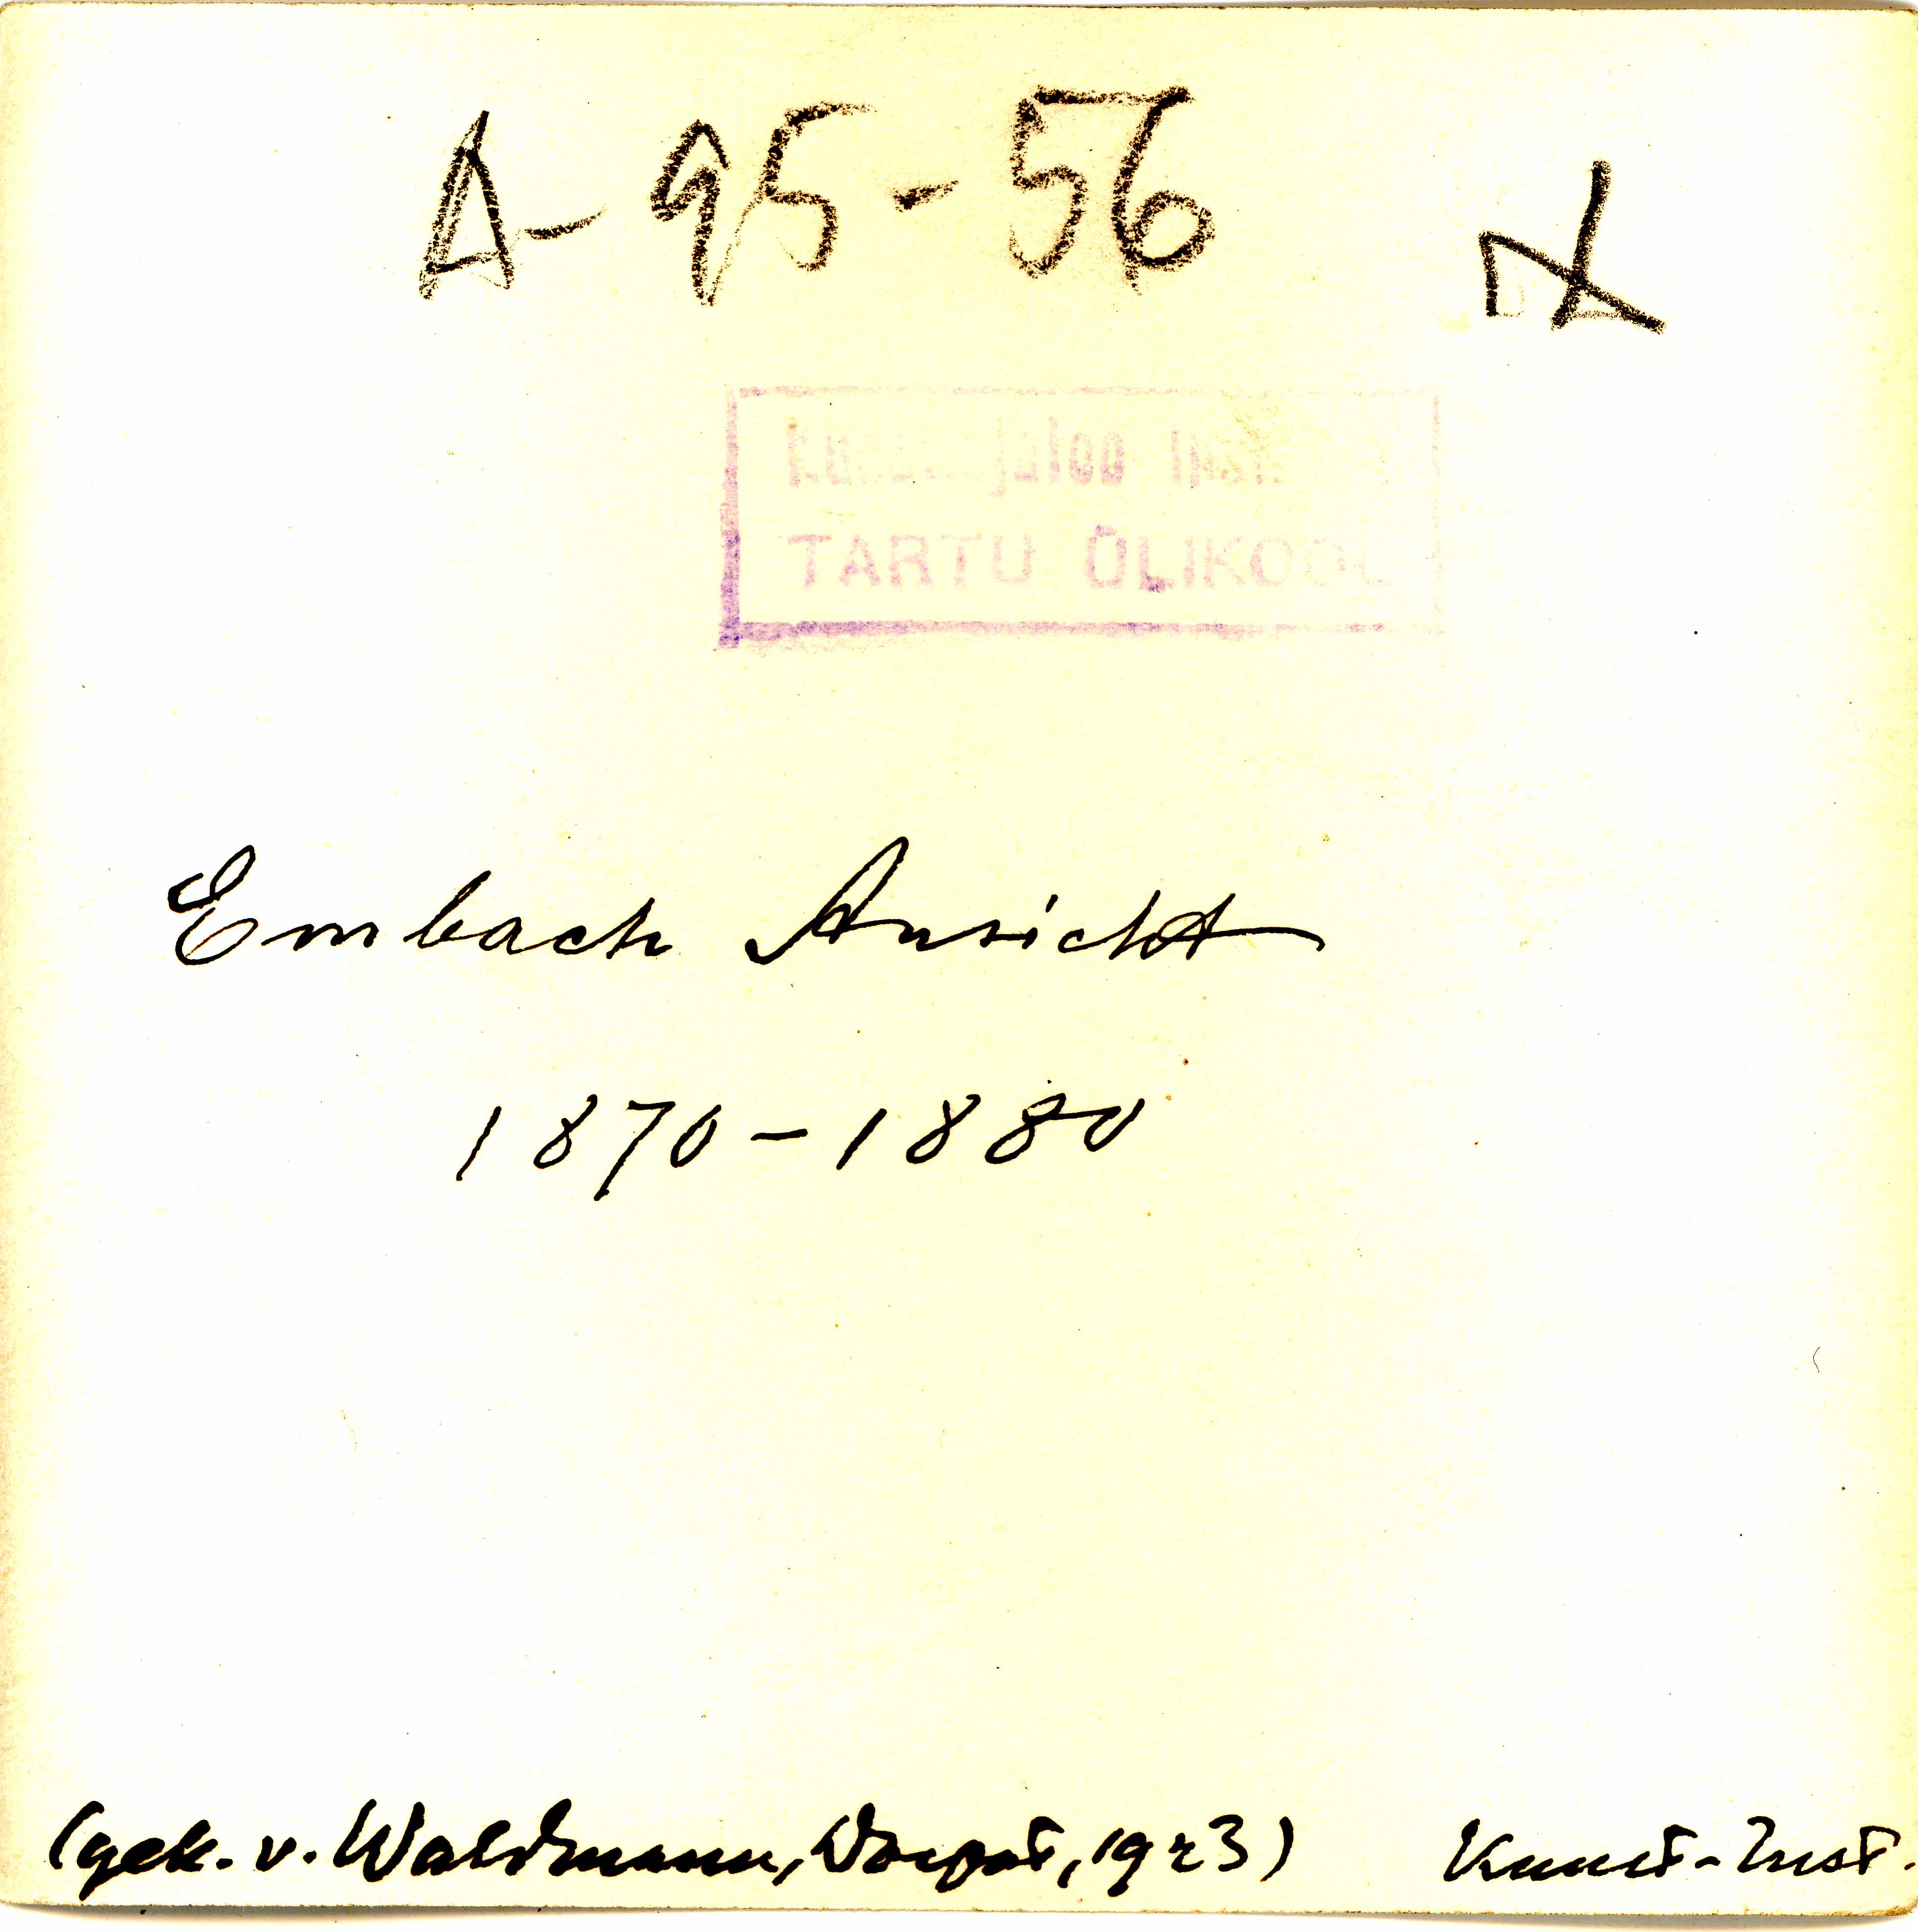 A-95-56
TARTU ÜLIKOOL
Embach Ansicht
1870-1880
(gek. v. Waldmann, Dorpat, 1923) Kunst-Inst.